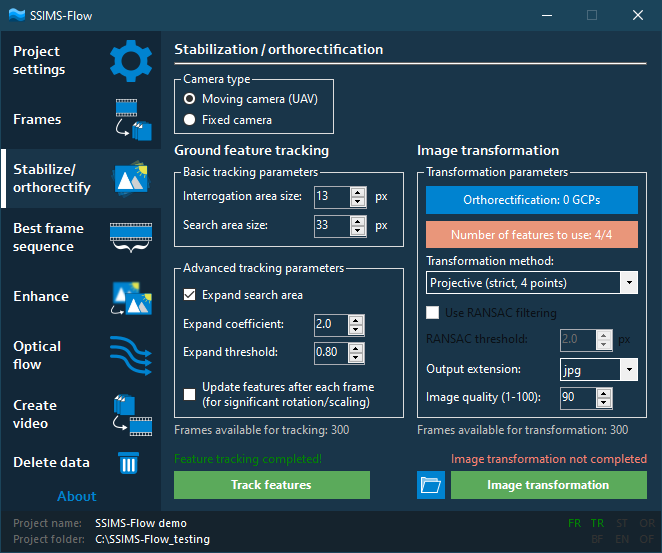 SSIMS-Flow
Project
settings
Frames
Stabilize/
orthorectify
Best frame
sequence
Enhance
Optical
flow
Create
video
Delete data
About
Stabilization / orthorectification
Camera type
Moving camera (UAV)
Fixed camera
Ground feature tracking
Basic tracking parameters
Interrogation area size: 13 px
Search area size: 33 px
Advanced tracking parameters
Expand search area
Expand coefficient: 2.0
Expand threshold: 0.80
Update features after each frame
(for significant rotation/scaling)
Frames available for tracking: 300
Feature tracking completed!
Track features
Image transformation
Transformation parameters
Orthorectification: 0 GCPs
Number of features to use: 4/4
Transformation method:
Projective (strict, 4 points)
Use RANSAC filtering
RANSAC threshold: 2.0 px
Output extension: jpg
Image quality (1-100): 90
Frames available for transformation: 300
Image transformation not completed
Image transformation
Project name: SSIMS-Flow demo
Project folder: C:\SSIMS-Flow_testing
FR TR ST OR
BF EN OF